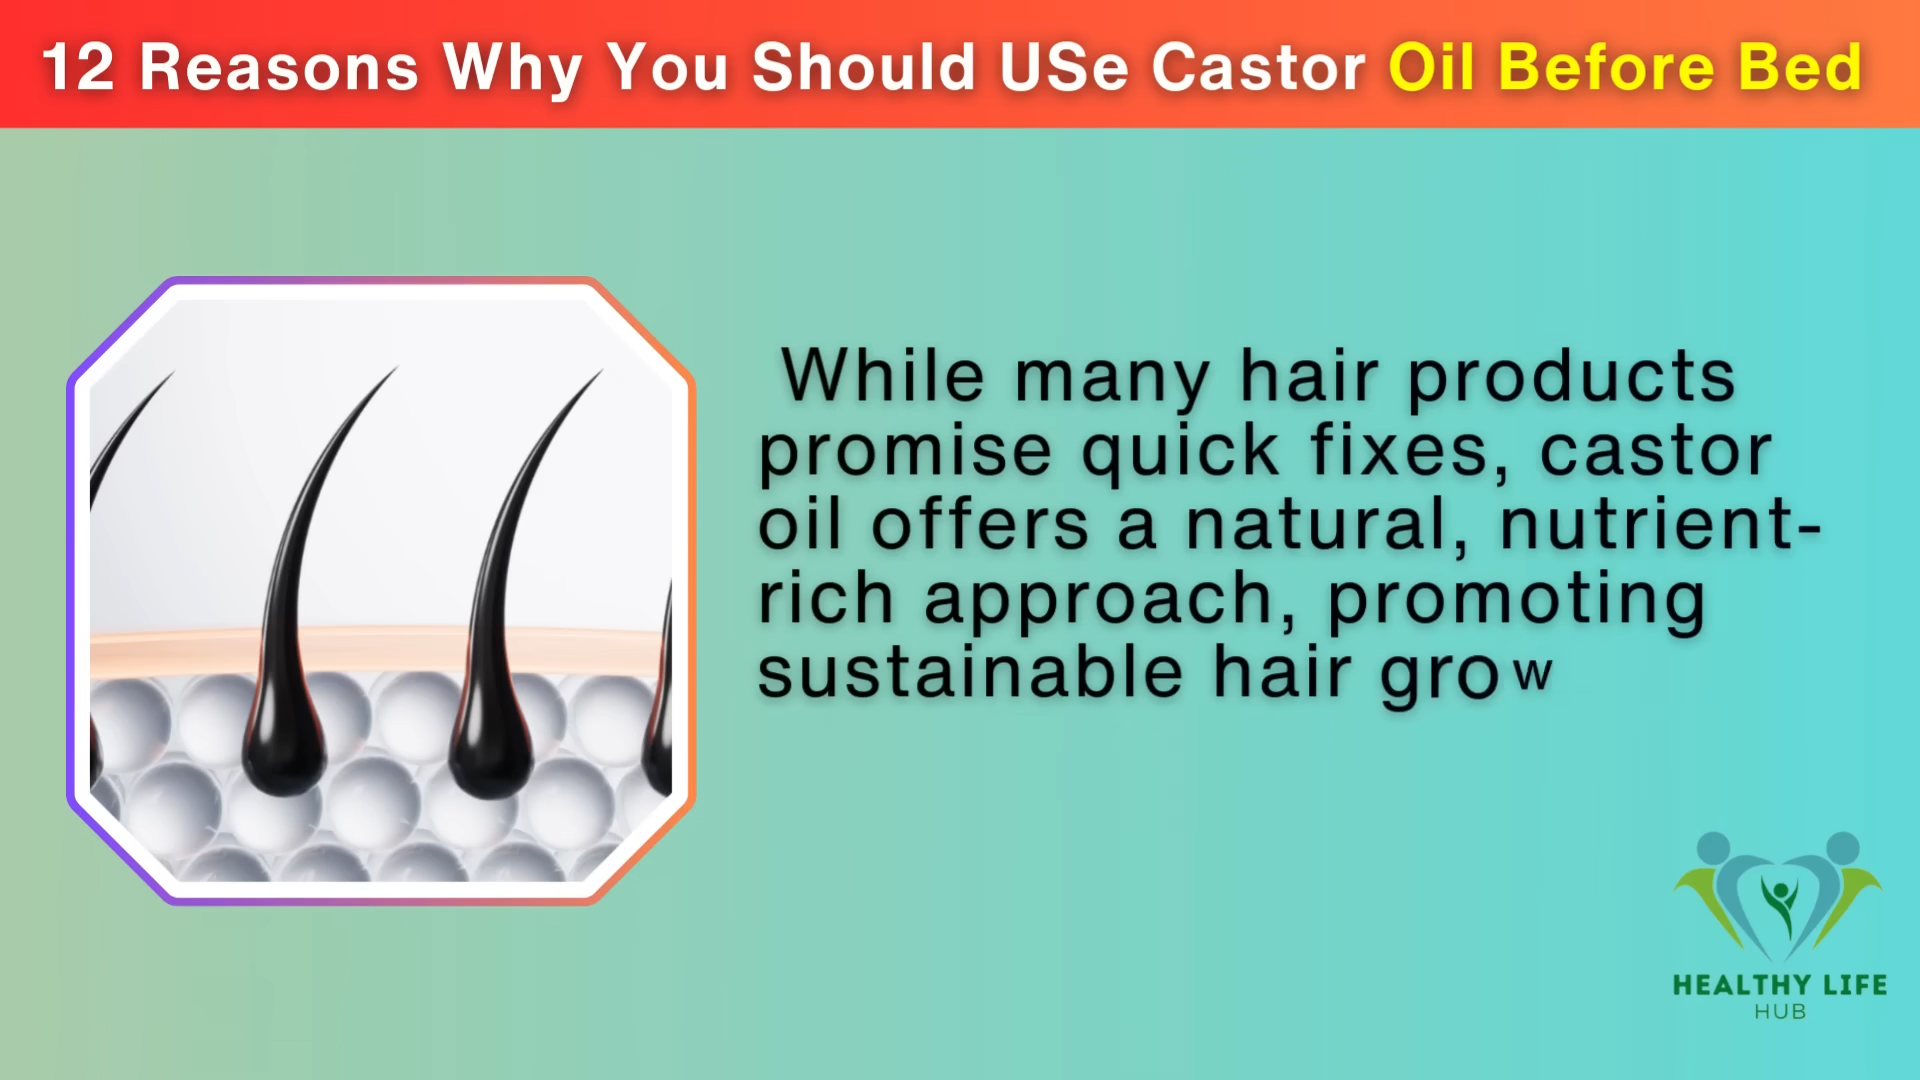 12 Reasons Why You Should USe Castor Oil Before Bed
While many hair products
promise quick fixes, castor
oil offers a natural, nutrient-
rich approach, promoting
sustainable hair grow
HEALTHY LIFE
HUB